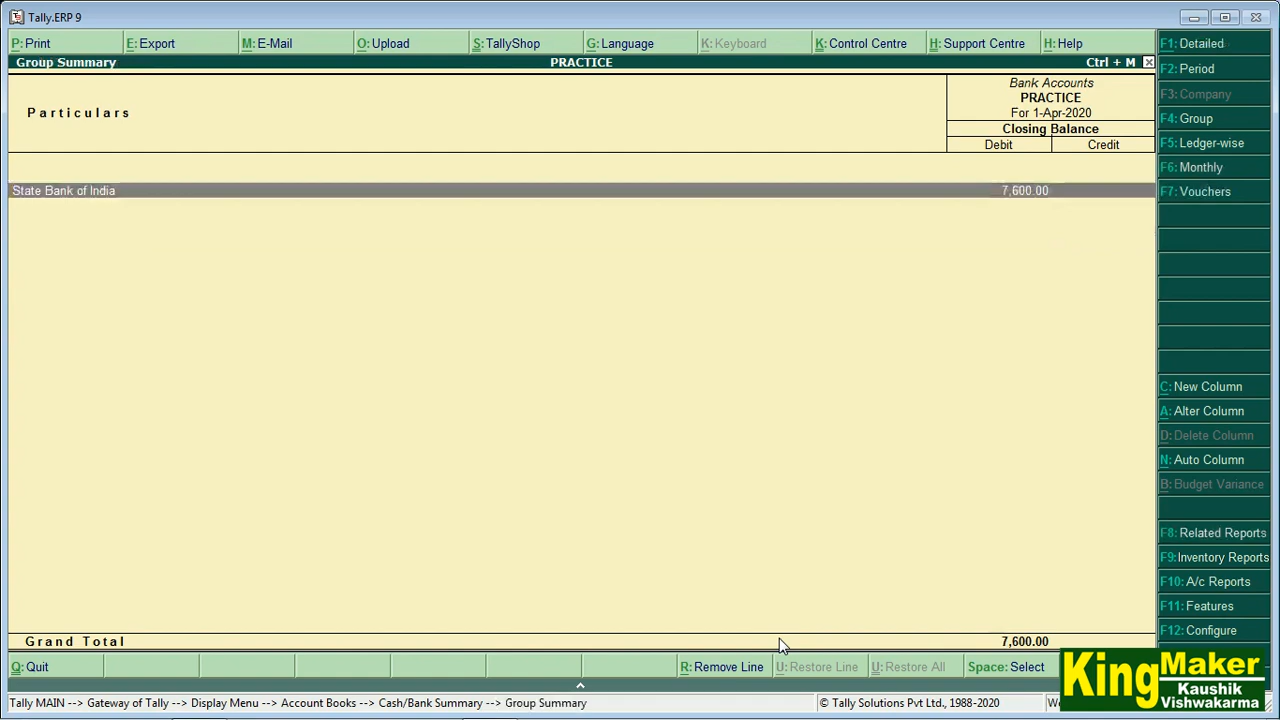 Tally.ERP 9
P: Print E: Export M: E-Mail O: Upload S: TallyShop G: Language K: Keyboard K: Control Centre H: Support Centre H: Help
Group Summary PRACTICE Ctrl + M
Particulars
Bank Accounts
PRACTICE
For 1-Apr-2020
Closing Balance
Debit Credit
State Bank of India 7,600.00
Grand Total 7,600.00
F1: Detailed
F2: Period
F3: Company
F4: Group
F5: Ledger-wise
F6: Monthly
F7: Vouchers
C: New Column
A: Alter Column
D: Delete Column
N: Auto Column
B: Budget Variance
F8: Related Reports
F9: Inventory Reports
F10: A/c Reports
F11: Features
F12: Configure
Q: Quit R: Remove Line U: Restore Line U: Restore All Space: Select
Tally MAIN --> Gateway of Tally --> Display Menu --> Account Books --> Cash/Bank Summary --> Group Summary © Tally Solutions Pvt Ltd., 1988-2020
KingMaker
Kaushik
Vishwakarma